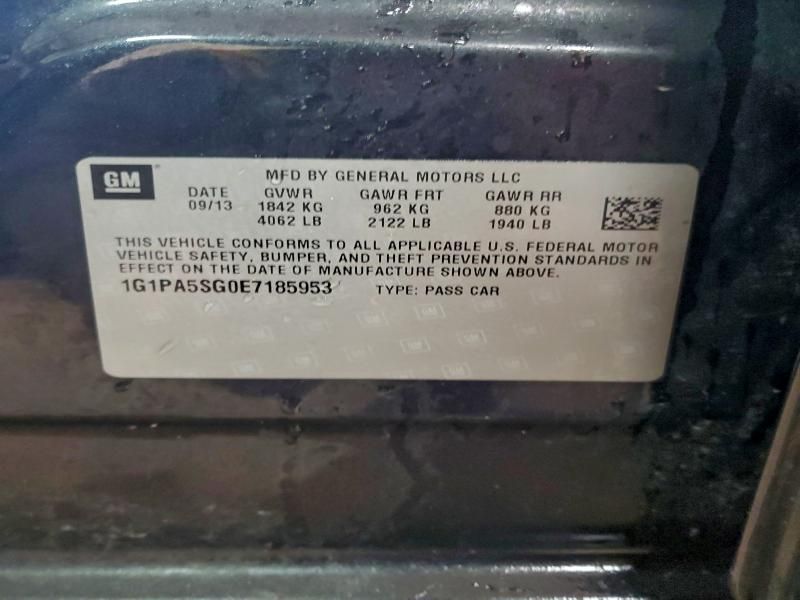 GM
MFD BY GENERAL MOTORS LLC
DATE GVWR GAWR FRT GAWR RR
09/13 1842 KG 962 KG 880 KG
4062 LB 2122 LB 1940 LB
THIS VEHICLE CONFORMS TO ALL APPLICABLE U.S. FEDERAL MOTOR
VEHICLE SAFETY, BUMPER, AND THEFT PREVENTION STANDARDS IN
EFFECT ON THE DATE OF MANUFACTURE SHOWN ABOVE.
1G1PA5SG0E7185953 TYPE: PASS CAR